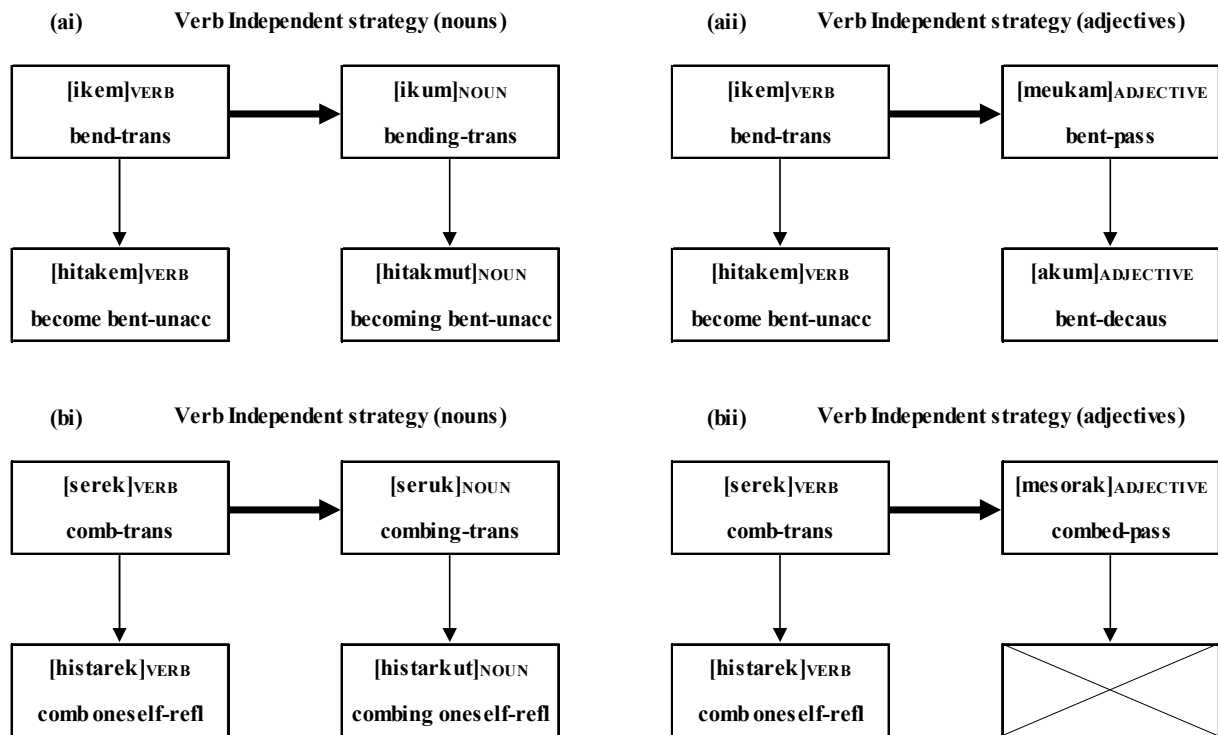 (ai) Verb Independent strategy (nouns)
[ikem]VERB
bend-trans
[ikum]NOUN
bending-trans
[hitakem]VERB
become bent-unacc
[hitakmut]NOUN
becoming bent-unacc
(aii) Verb Independent strategy (adjectives)
[ikem]VERB
bend-trans
[meukam]ADJECTIVE
bent-pass
[hitakem]VERB
become bent-unacc
[akum]ADJECTIVE
bent-decaus
(bi) Verb Independent strategy (nouns)
[serek]VERB
comb-trans
[seruk]NOUN
combing-trans
[histarek]VERB
comb oneself-refl
[histarkut]NOUN
combing oneself-refl
(bii) Verb Independent strategy (adjectives)
[serek]VERB
comb-trans
[mesorak]ADJECTIVE
combed-pass
[histarek]VERB
comb oneself-refl